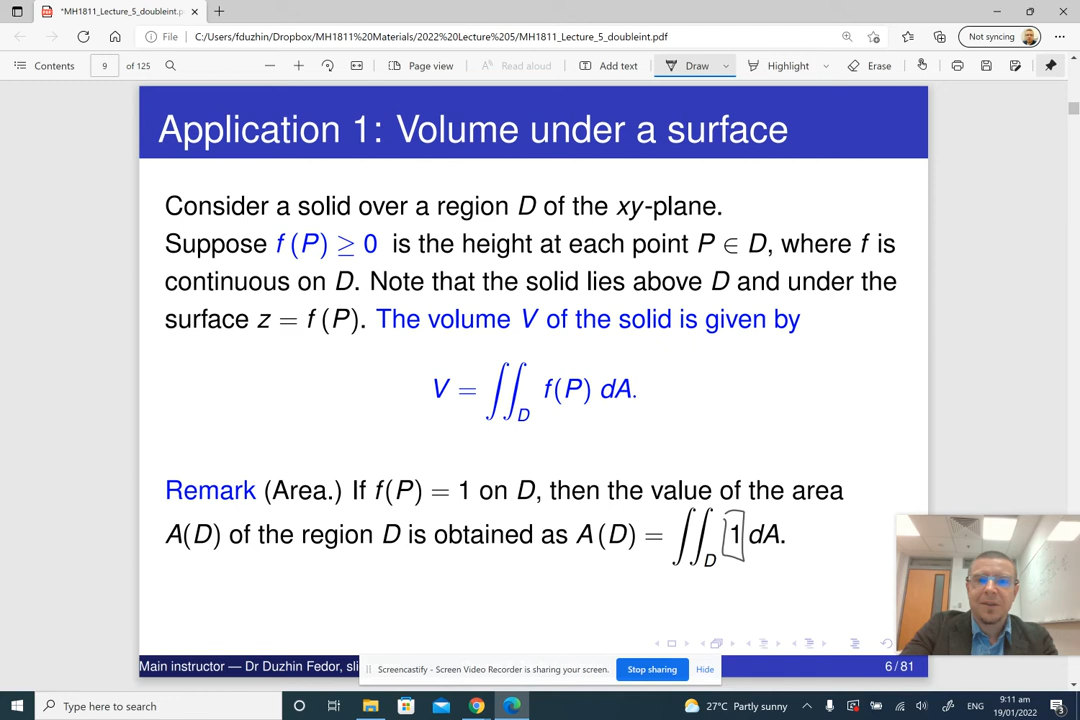 *MH1811_Lecture_5_doubleint.p
File
C:/Users/fduzhin/Dropbox/MH1811%20Materials/2022%20Lecture%205/MH1811_Lecture_5_doubleint.pdf
Not syncing
Contents
9 of 125
Page view
Read aloud
Add text
Draw
Highlight
Erase
Application 1: Volume under a surface
Consider a solid over a region D of the xy-plane.
Suppose f(P) ≥ 0 is the height at each point P ∈ D, where f is
continuous on D. Note that the solid lies above D and under the
surface z = f(P). The volume V of the solid is given by
V = ∬_D f(P) dA.
Remark (Area.) If f(P) = 1 on D, then the value of the area
A(D) of the region D is obtained as A(D) = ∬_D 1 dA.
Main instructor — Dr Duzhin Fedor, sli
6/81
Screencastify - Screen Video Recorder is sharing your screen.
Stop sharing
Hide
Type here to search
27°C Partly sunny
ENG
9:11 am
19/01/2022
3